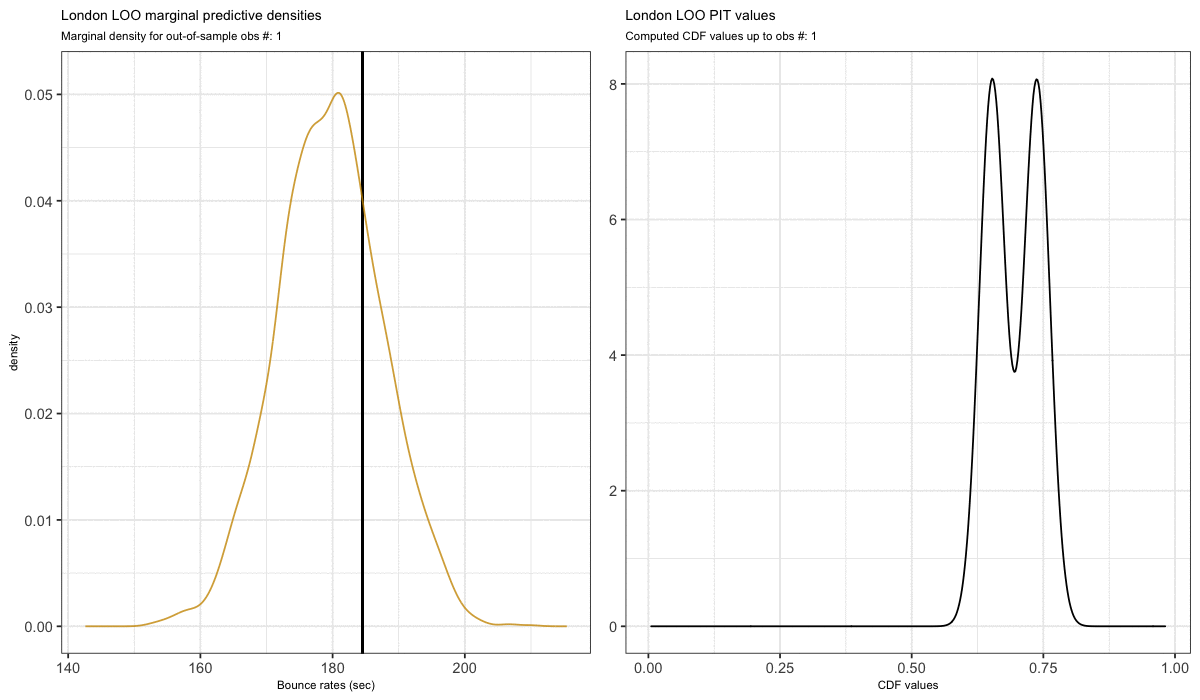 London LOO marginal predictive densities
Marginal density for out-of-sample obs #: 1
density
0.05
0.04
0.03
0.02
0.01
0.00
140 160 180 200
Bounce rates (sec)
London LOO PIT values
Computed CDF values up to obs #: 1
8
6
4
2
0
0.00 0.25 0.50 0.75 1.00
CDF values